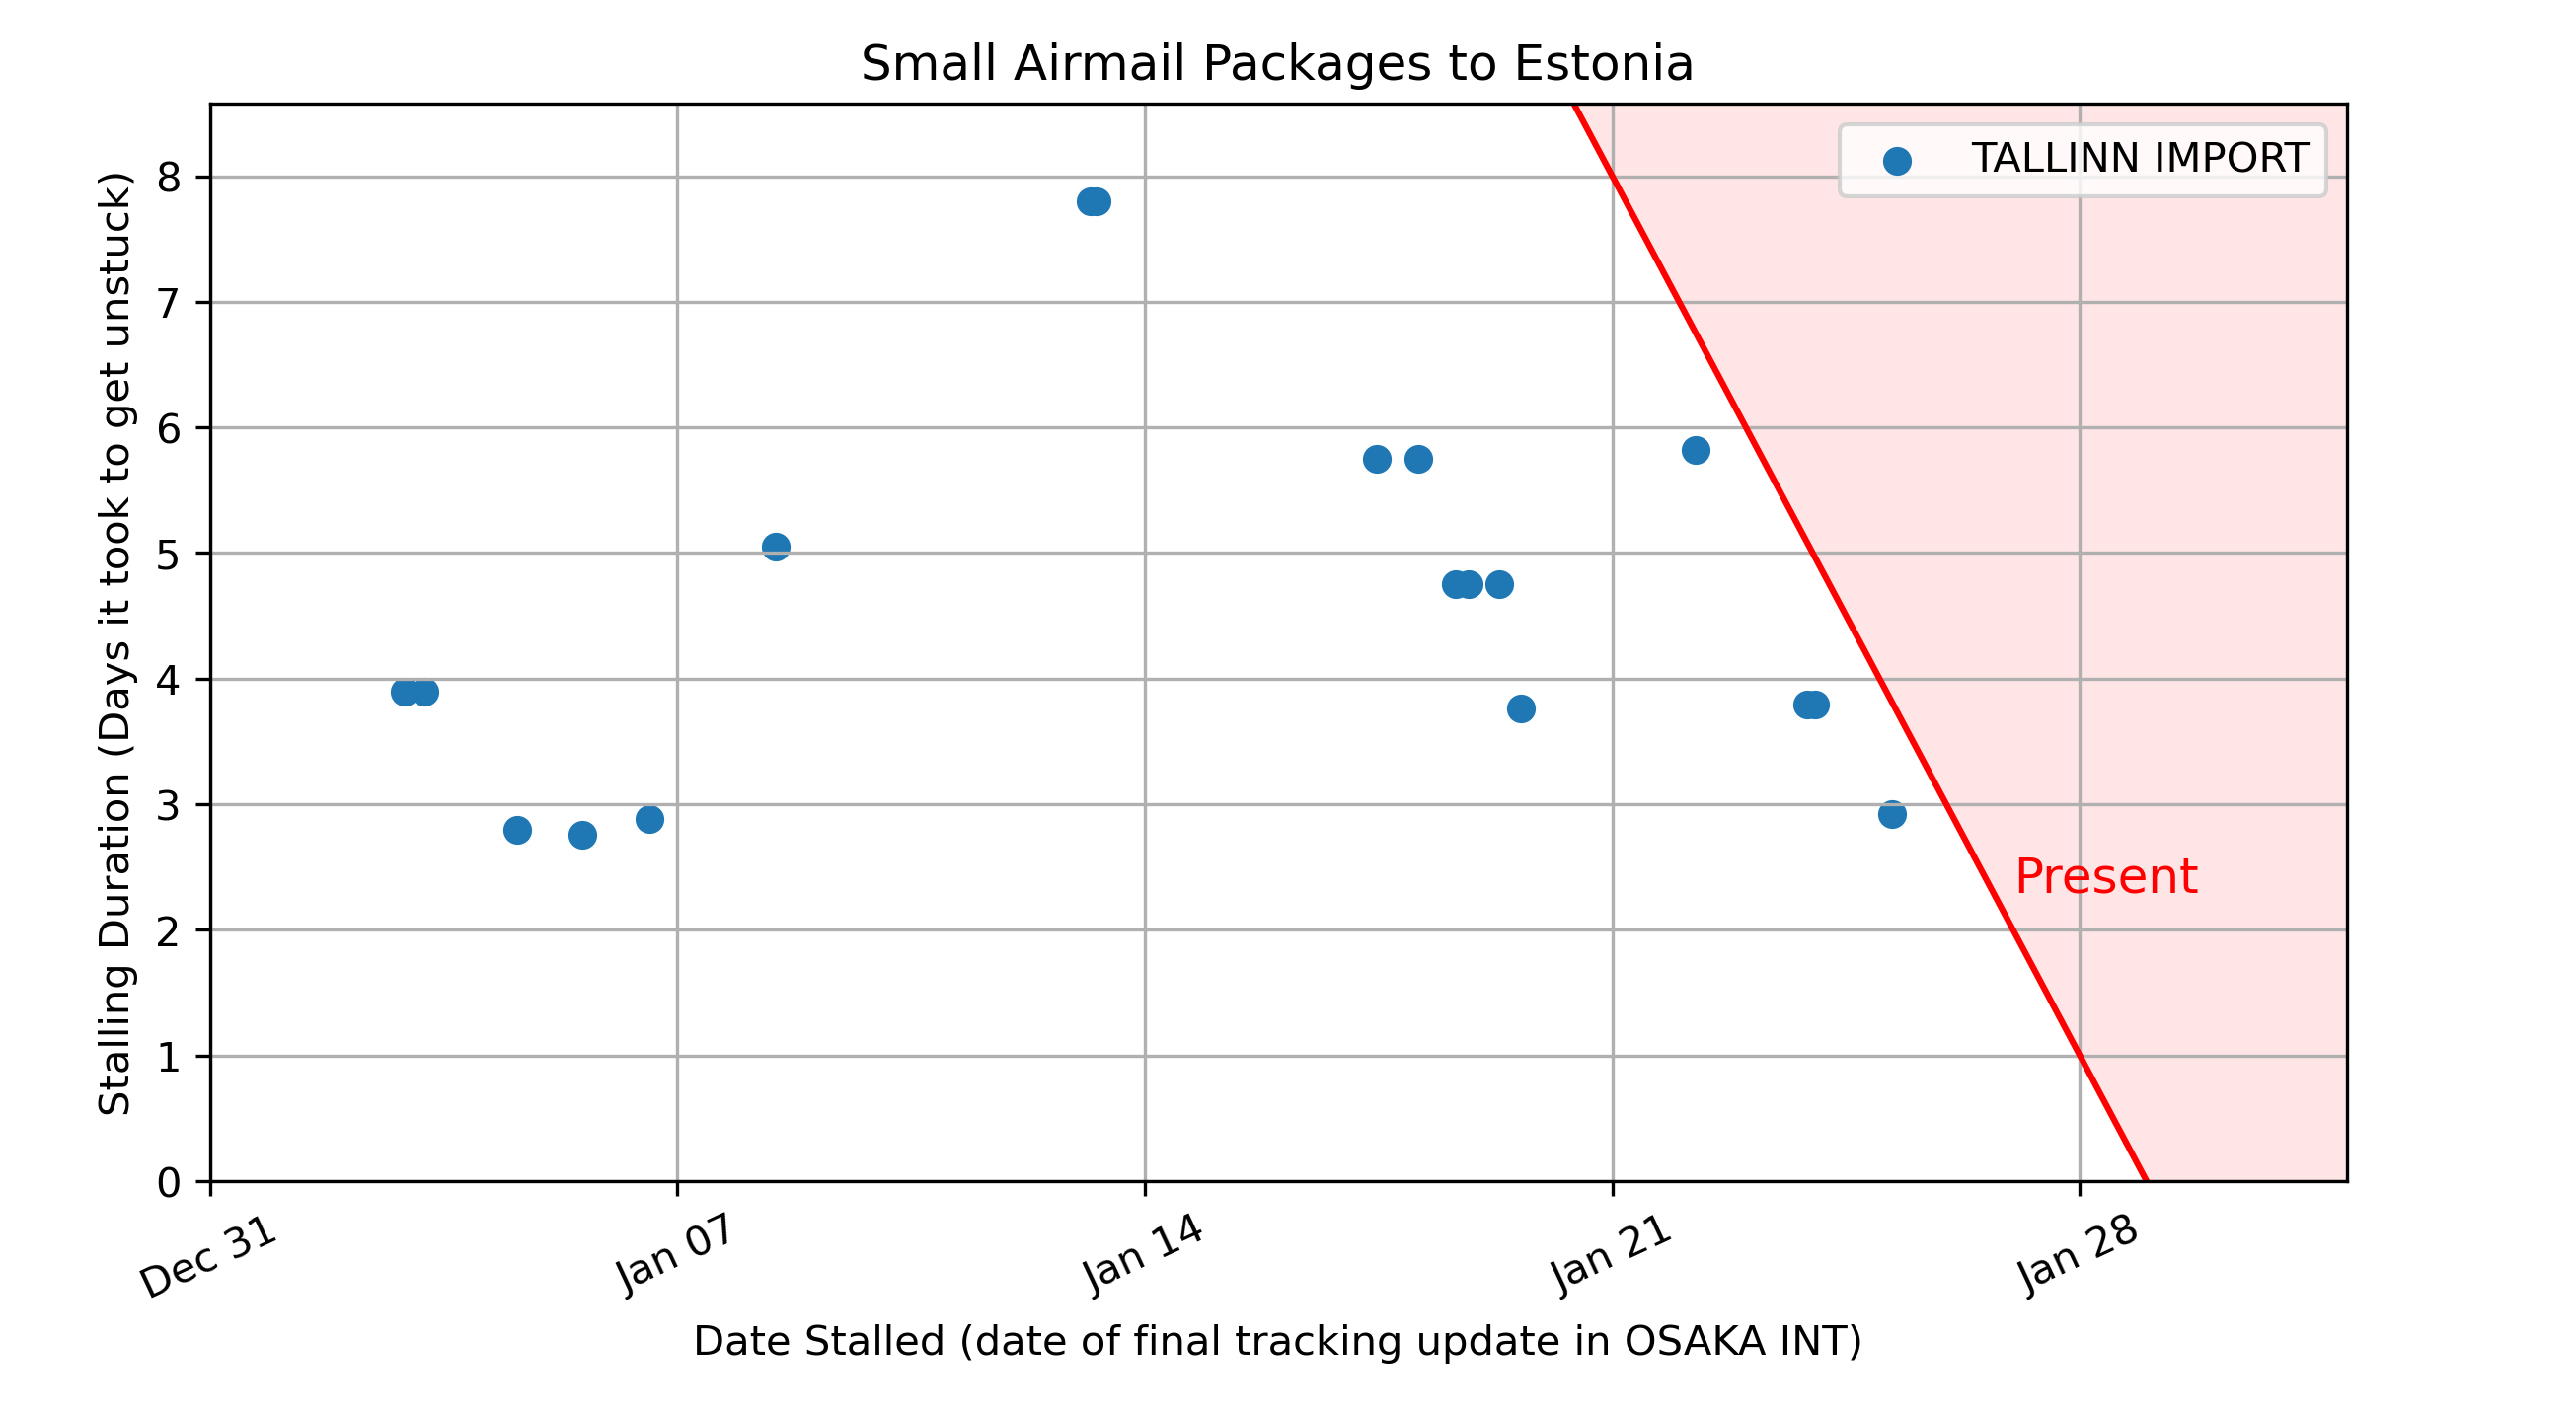 Small Airmail Packages to Estonia
TALLINN IMPORT
Stalling Duration (Days it took to get unstuck)
8
7
6
5
4
3
2
1
0
Present
Dec 31
Jan 07
Jan 14
Jan 21
Jan 28
Date Stalled (date of final tracking update in OSAKA INT)